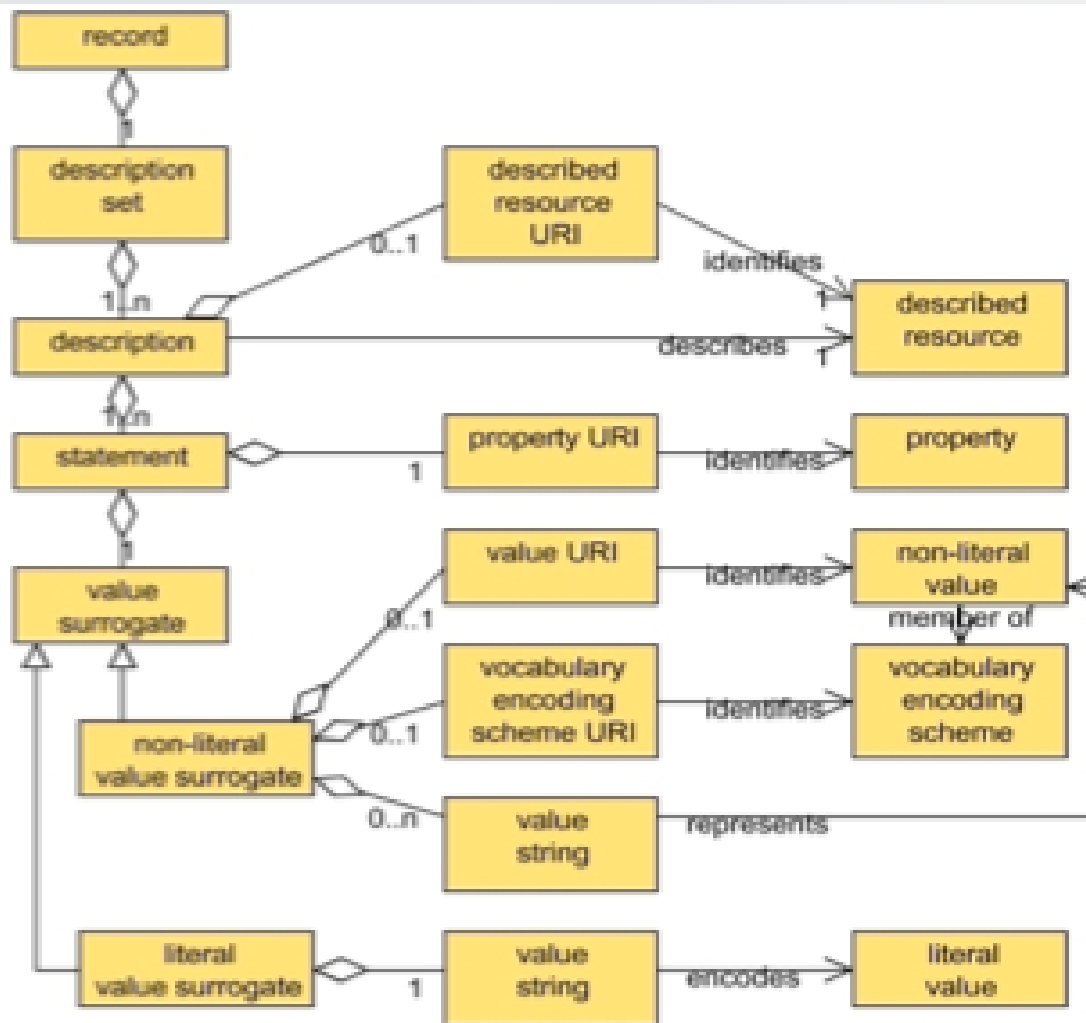 record
1
description
set
described
resource
URI
0..1
identifies
1..n
1
described
resource
description
describes
1
1..n
statement
property URI
1
identifies
property
1
value URI
identifies
non-literal
value
value
surrogate
0..1
member of
vocabulary
encoding
scheme URI
0..1
identifies
vocabulary
encoding
scheme
non-literal
value surrogate
0..n
value
string
represents
literal
value surrogate
1
value
string
encodes
literal
value